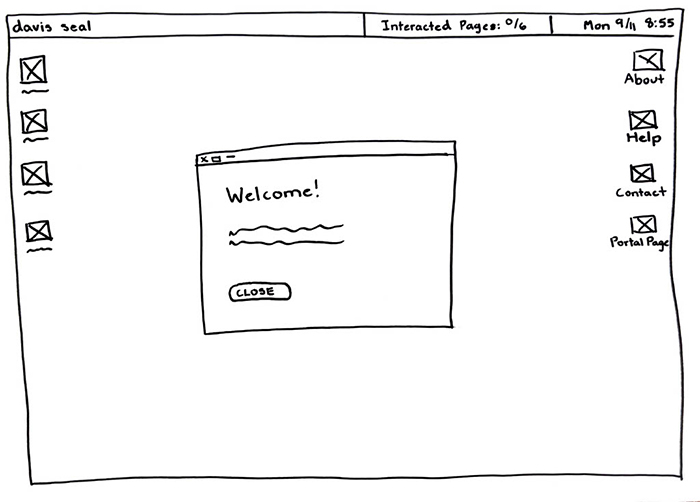 davis seal
Interacted Pages: 0/6
Mon 9/11 8:55
About
Help
Contact
Portal Page
x
Welcome!
CLOSE